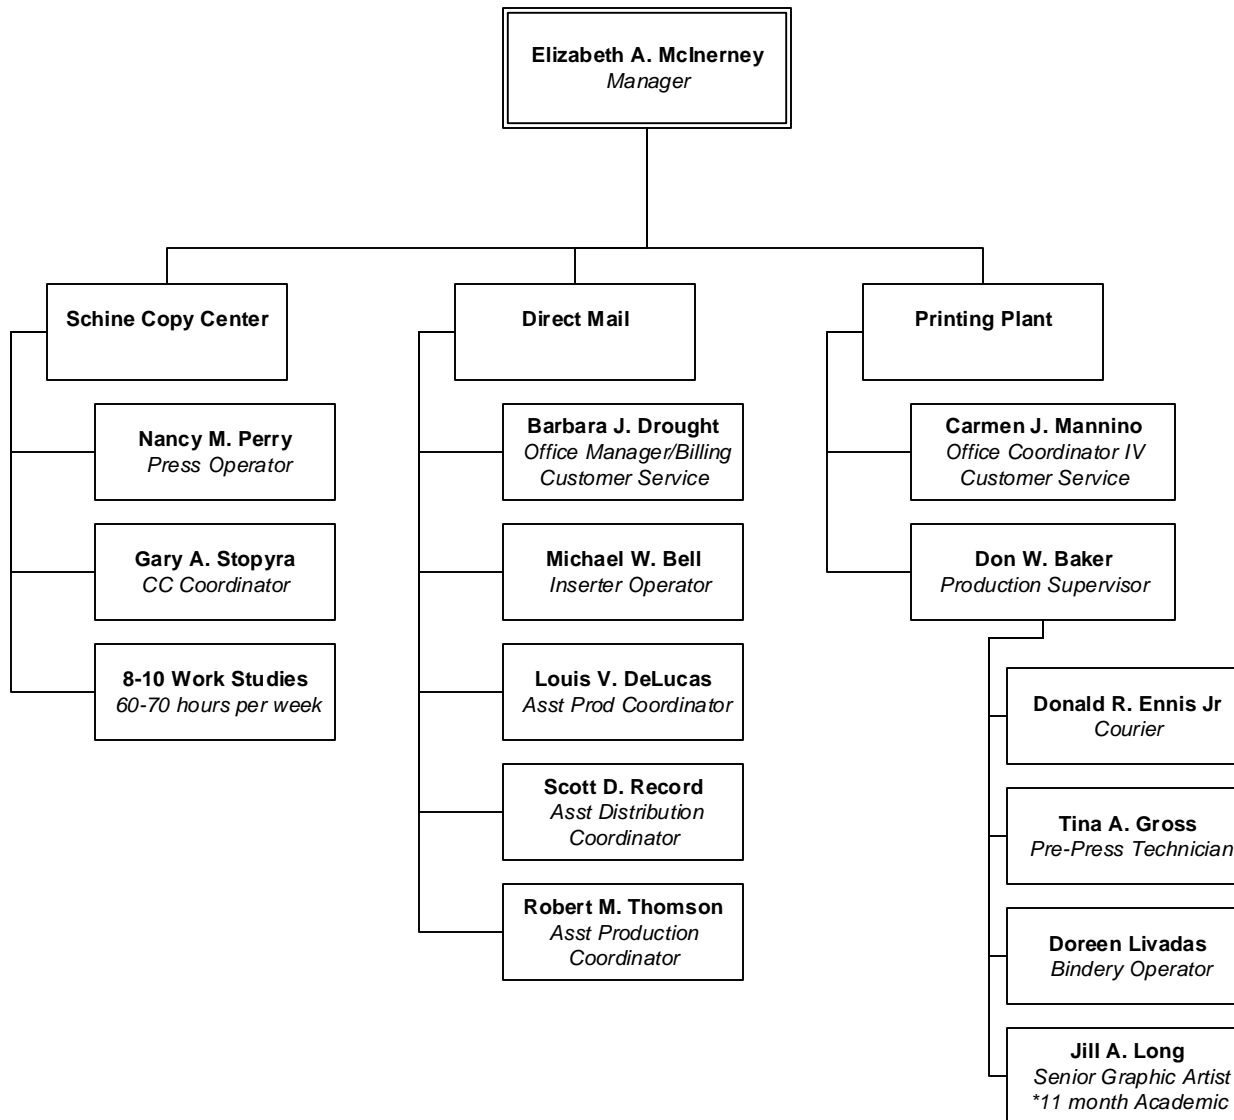 Elizabeth A. McInerney
Manager
Schine Copy Center
Nancy M. Perry
Press Operator
Gary A. Stopyra
CC Coordinator
8-10 Work Studies
60-70 hours per week
Direct Mail
Barbara J. Drought
Office Manager/Billing
Customer Service
Michael W. Bell
Inserter Operator
Louis V. DeLucas
Asst Prod Coordinator
Scott D. Record
Asst Distribution
Coordinator
Robert M. Thomson
Asst Production
Coordinator
Printing Plant
Carmen J. Mannino
Office Coordinator IV
Customer Service
Don W. Baker
Production Supervisor
Donald R. Ennis Jr
Courier
Tina A. Gross
Pre-Press Technician
Doreen Livadas
Bindery Operator
Jill A. Long
Senior Graphic Artist
*11 month Academic